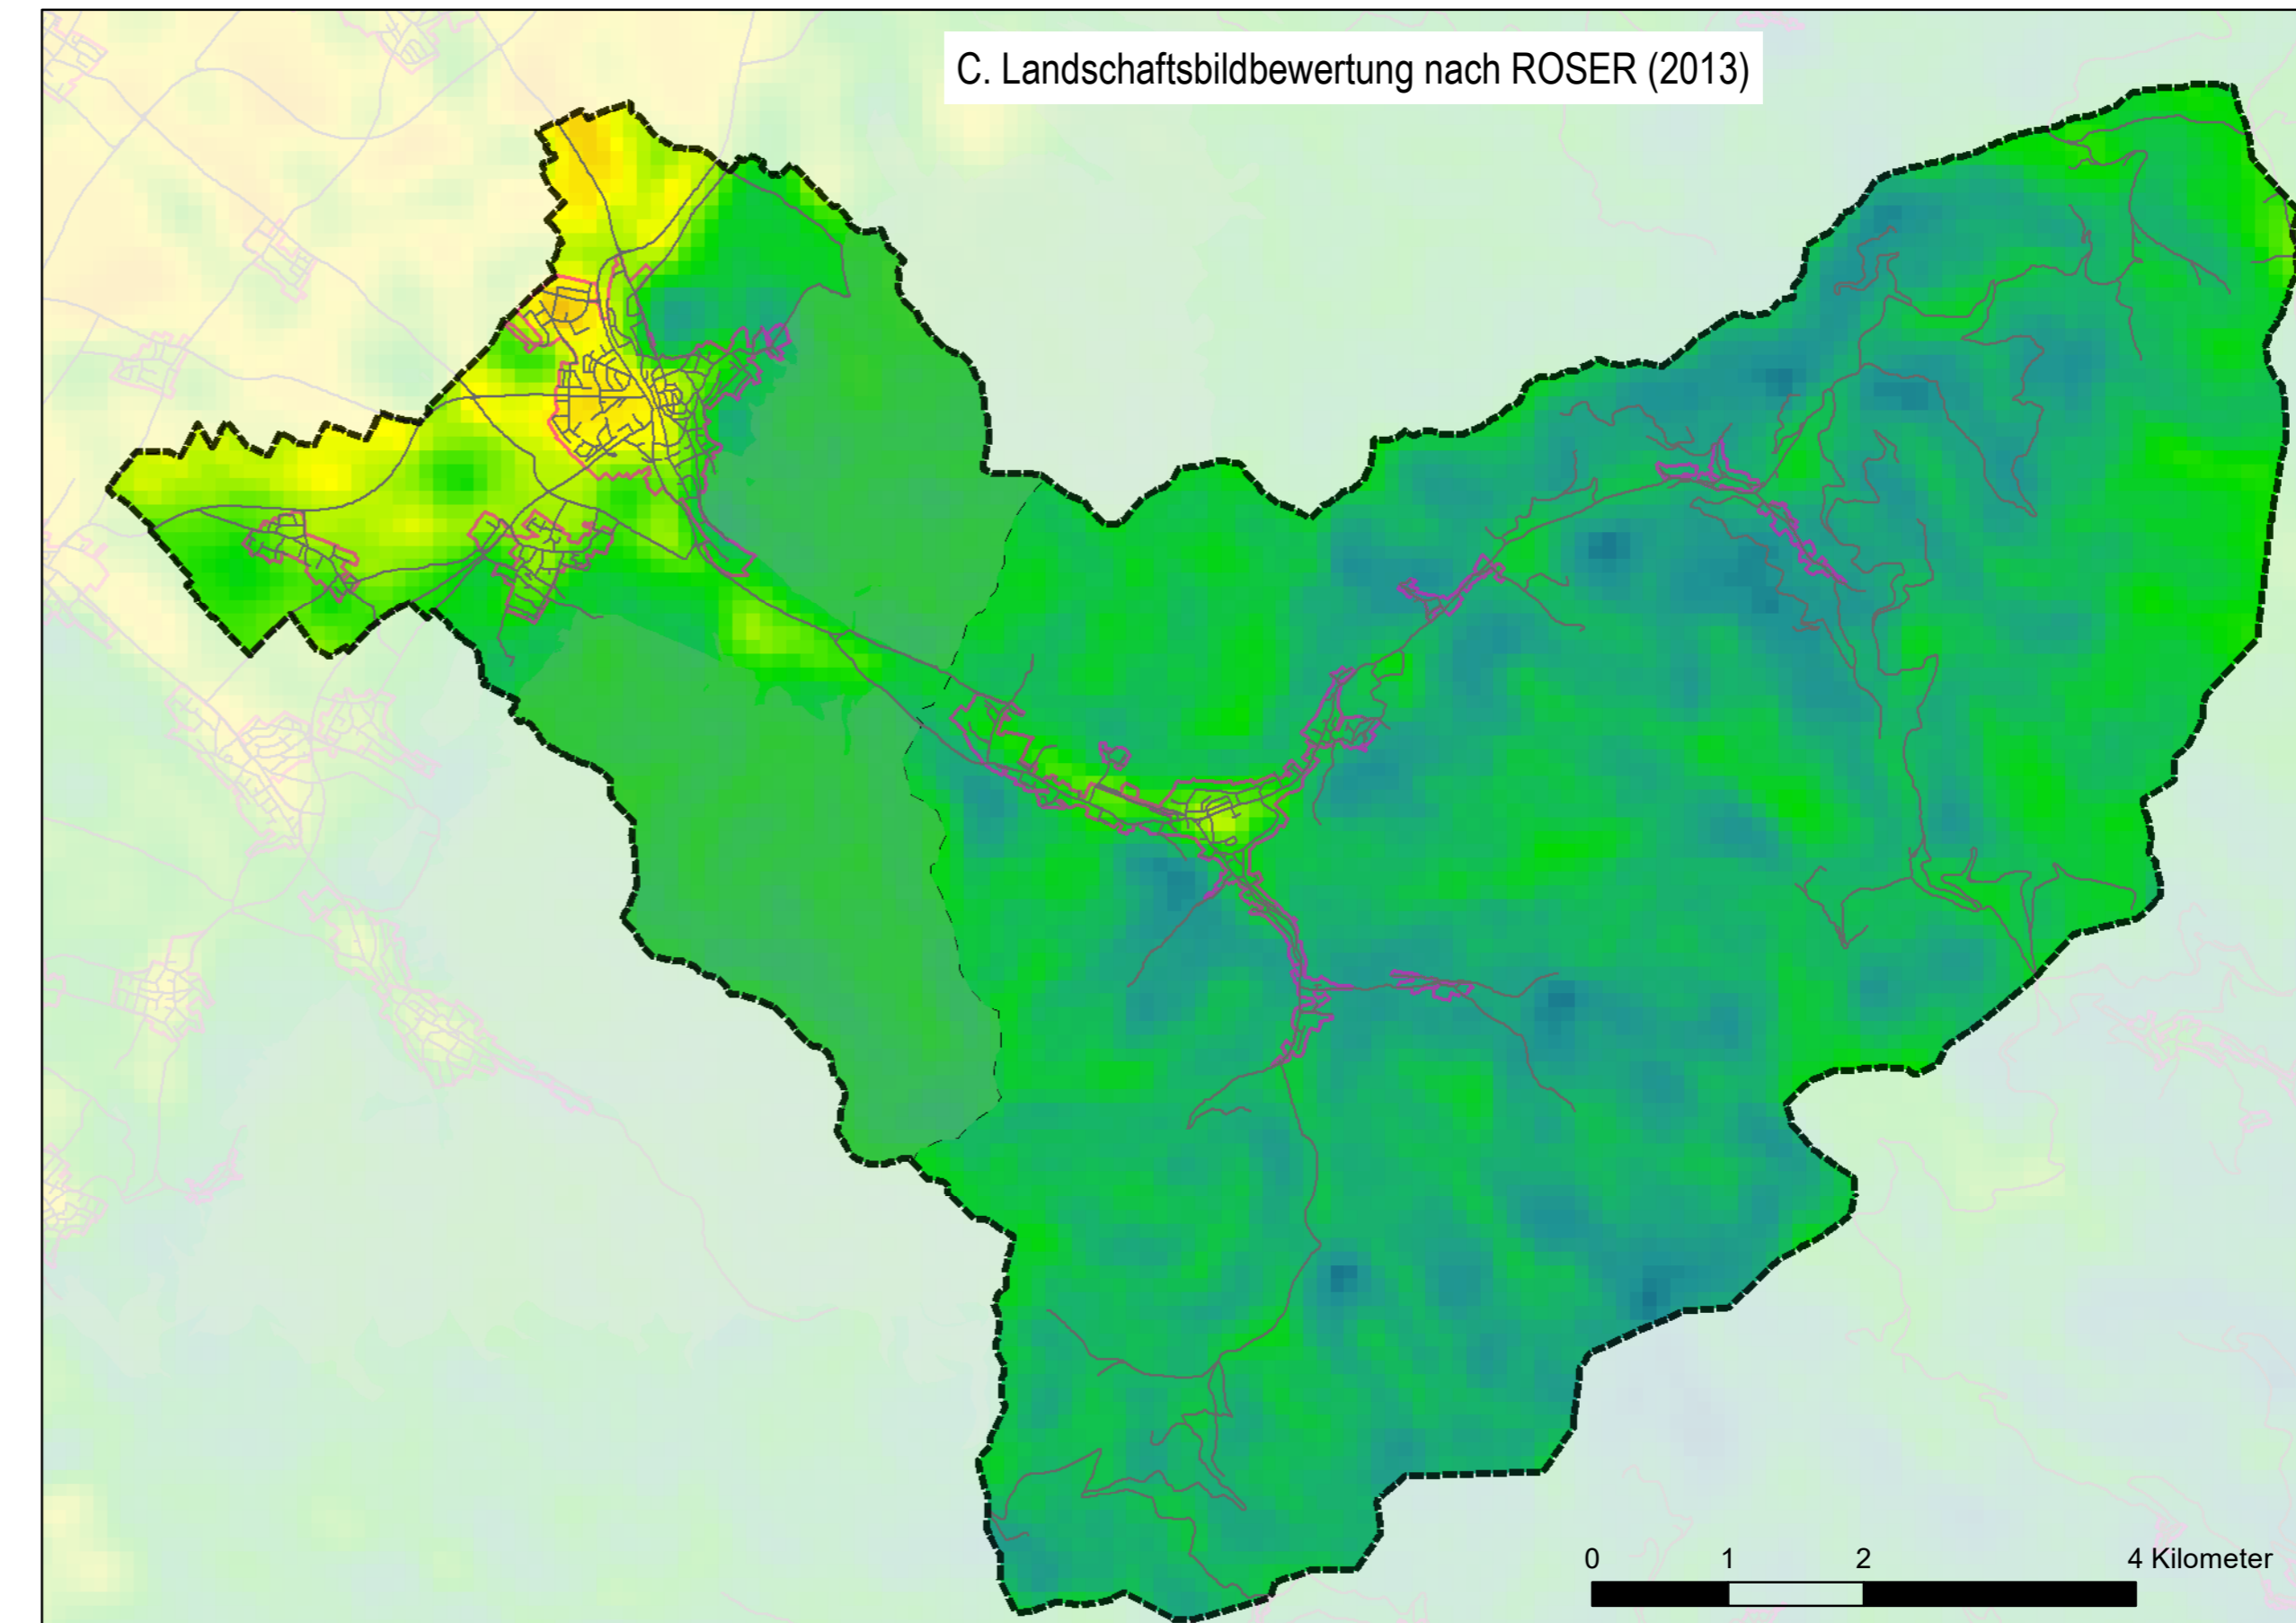 C. Landschaftsbildbewertung nach ROSER (2013)
0 1 2 4 Kilometer